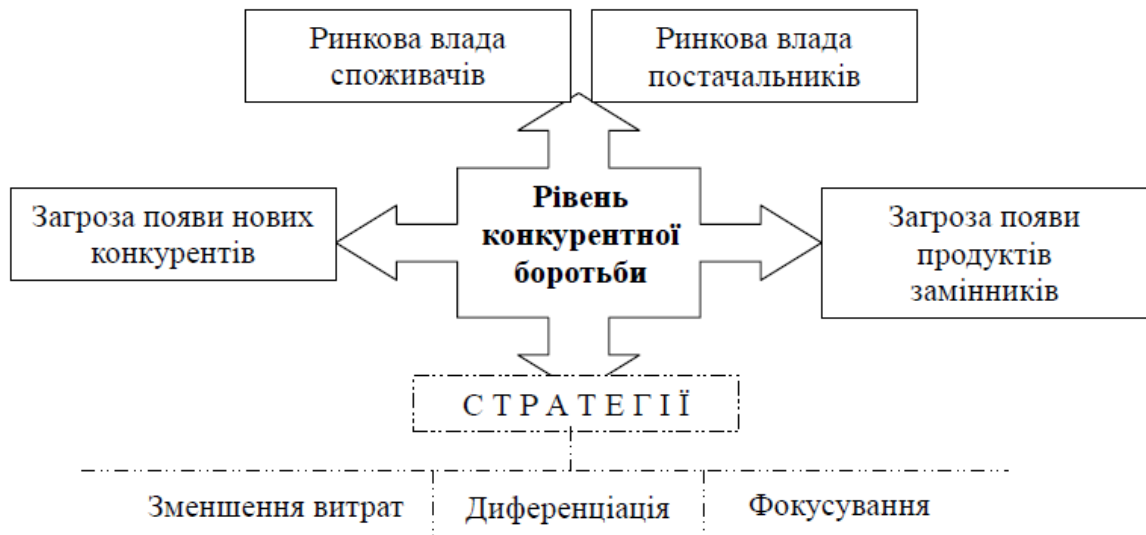 Ринкова влада
споживачів
Ринкова влада
постачальників
Загроза появи нових
конкурентів
Рівень
конкурентної
боротьби
Загроза появи
продуктів
замінників
С Т Р А Т Е Г І Ї
Зменшення витрат
Диференціація
Фокусування